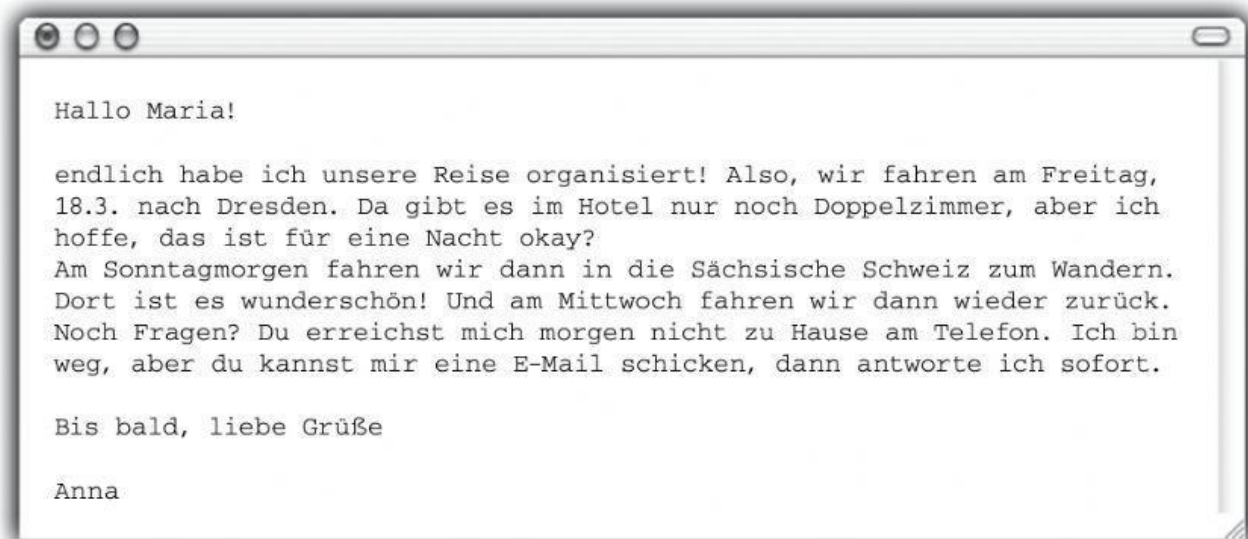 Hallo Maria!
endlich habe ich unsere Reise organisiert! Also, wir fahren am Freitag,
18.3. nach Dresden. Da gibt es im Hotel nur noch Doppelzimmer, aber ich
hoffe, das ist für eine Nacht okay?
Am Sonntagmorgen fahren wir dann in die Sächsische Schweiz zum Wandern.
Dort ist es wunderschön! Und am Mittwoch fahren wir dann wieder zurück.
Noch Fragen? Du erreichst mich morgen nicht zu Hause am Telefon. Ich bin
weg, aber du kannst mir eine E-Mail schicken, dann antworte ich sofort.
Bis bald, liebe Grüße
Anna